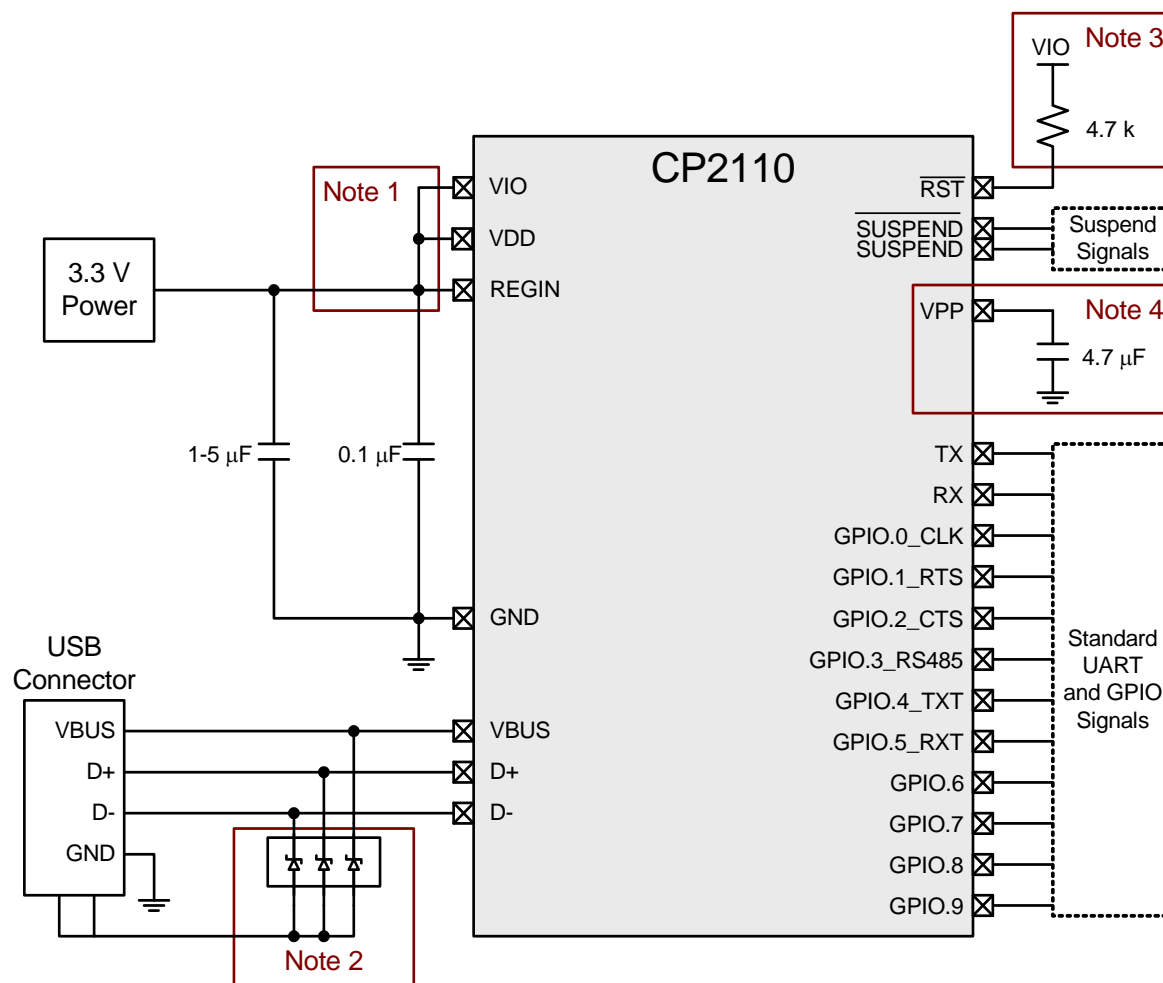 Note 3
VIO
4.7 k
CP2110
Note 1
VIO
RST
SUSPEND
SUSPEND
Suspend
Signals
VDD
3.3 V
Power
REGIN
VPP
Note 4
4.7 μF
1-5 μF
0.1 μF
TX
RX
GPIO.0_CLK
GPIO.1_RTS
GND
GPIO.2_CTS
GPIO.3_RS485
GPIO.4_TXT
GPIO.5_RXT
GPIO.6
GPIO.7
GPIO.8
GPIO.9
Standard
UART
and GPIO
Signals
USB
Connector
VBUS
D+
D-
GND
VBUS
D+
D-
Note 2